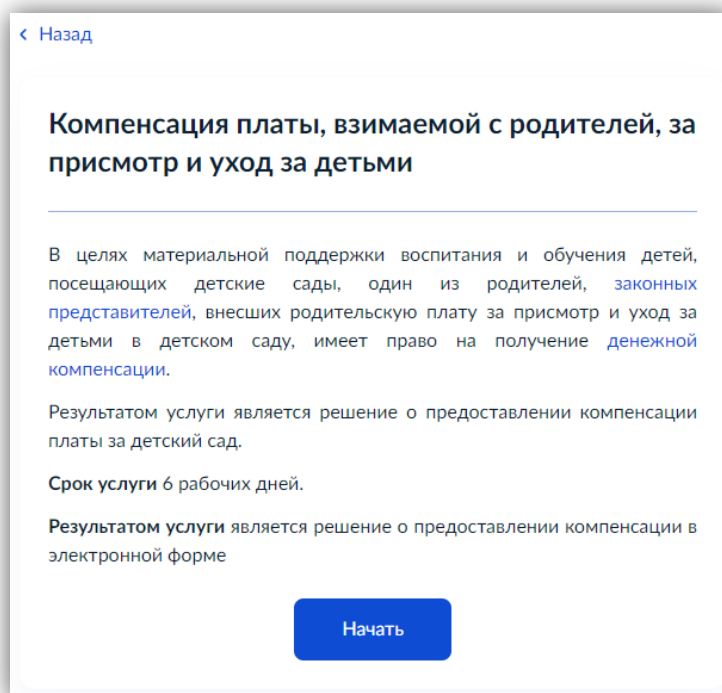 Назад
Компенсация платы, взимаемой с родителей, за
присмотр и уход за детьми
В целях материальной поддержки воспитания и обучения детей,
посещающих детские сады, один из родителей, законных
представителей, внесших родительскую плату за присмотр и уход за
детьми в детском саду, имеет право на получение денежной
компенсации.
Результатом услуги является решение о предоставлении компенсации
платы за детский сад.
Срок услуги 6 рабочих дней.
Результатом услуги является решение о предоставлении компенсации в
электронной форме
Начать